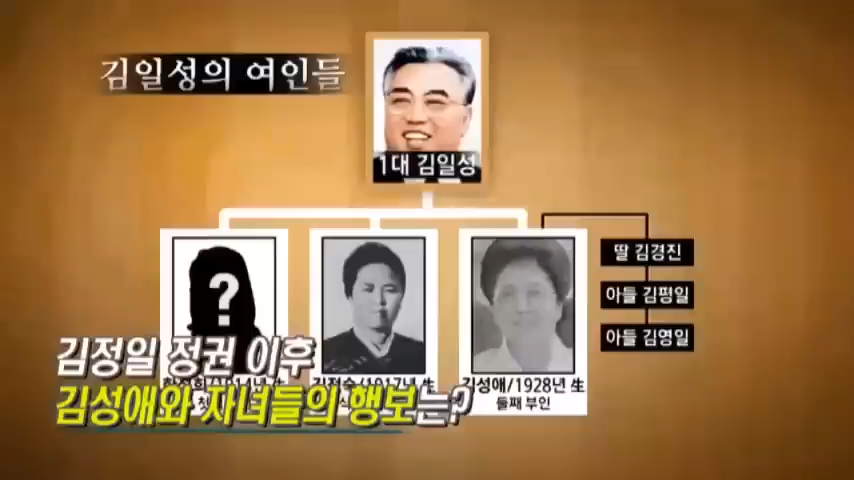 김일성의 여인들
1대 김일성
?
딸 김경진
아들 김평일
아들 김영일
김성애/1928년 生
둘째 부인
김정일 정권 이후
김성애와 자녀들의 행보는?